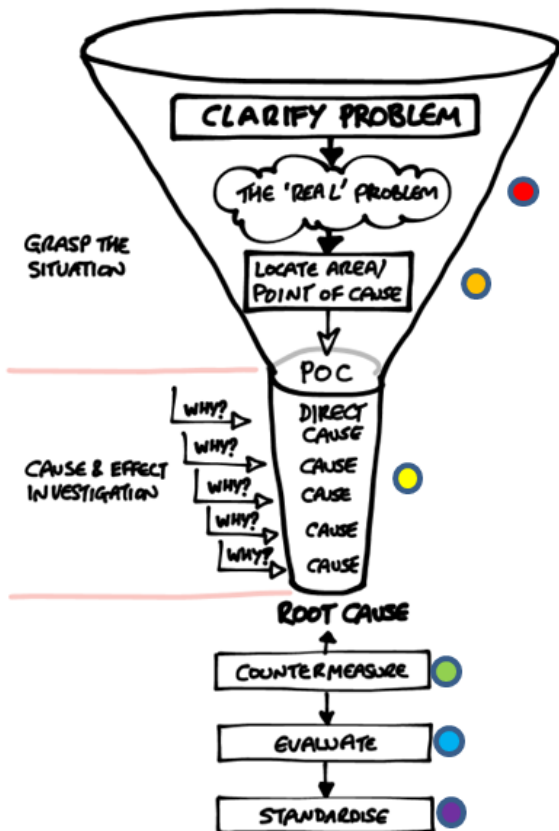 CLARIFY PROBLEM
THE 'REAL' PROBLEM
GRASP THE
SITUATION
LOCATE AREA/
POINT OF CAUSE
POC
WHY?
DIRECT
CAUSE
WHY?
CAUSE
CAUSE & EFFECT
INVESTIGATION
WHY?
CAUSE
WHY?
CAUSE
WHY?
CAUSE
ROOT CAUSE
COUNTERMEASURE
EVALUATE
STANDARDISE